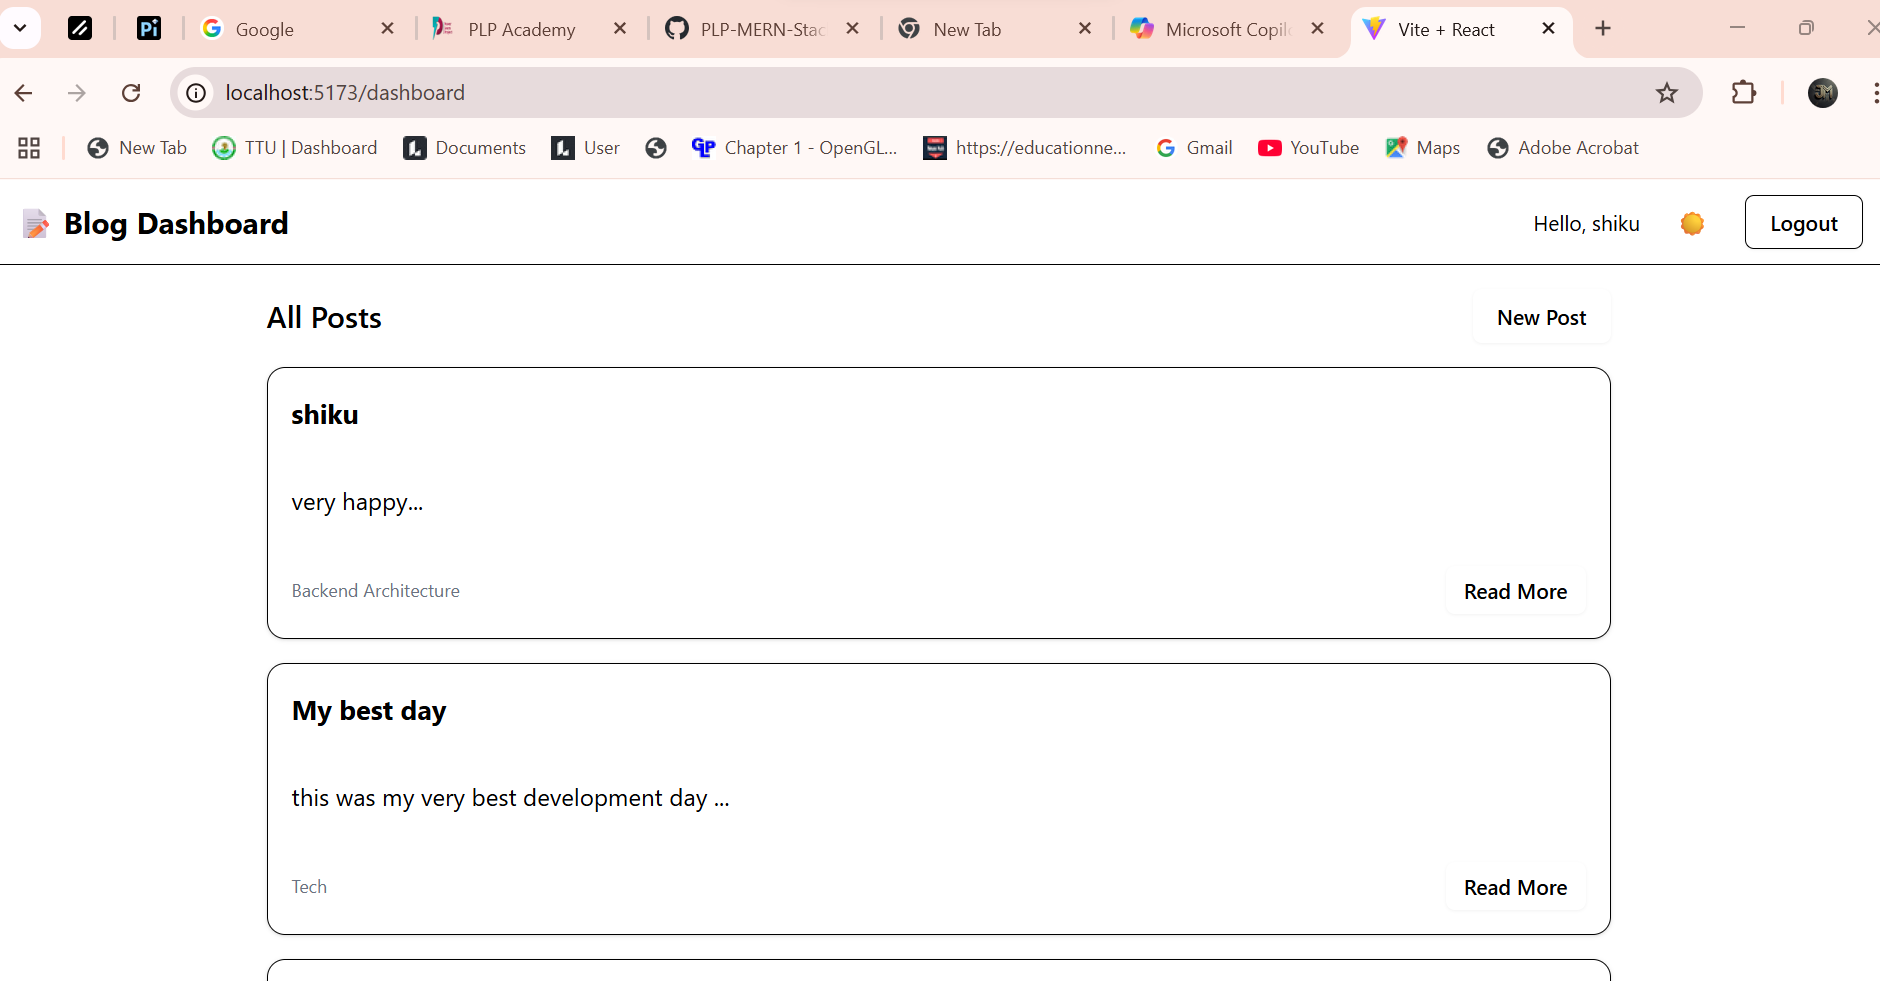 Pi
Google
PLP Academy
PLP-MERN-Stac
New Tab
Microsoft Copil
Vite + React
localhost:5173/dashboard
New Tab
TTU | Dashboard
Documents
User
GP
Chapter 1 - OpenGL...
https://educationne...
Gmail
YouTube
Maps
Adobe Acrobat
Blog Dashboard
Hello, shiku
Logout
All Posts
New Post
shiku
very happy...
Backend Architecture
Read More
My best day
this was my very best development day ...
Tech
Read More